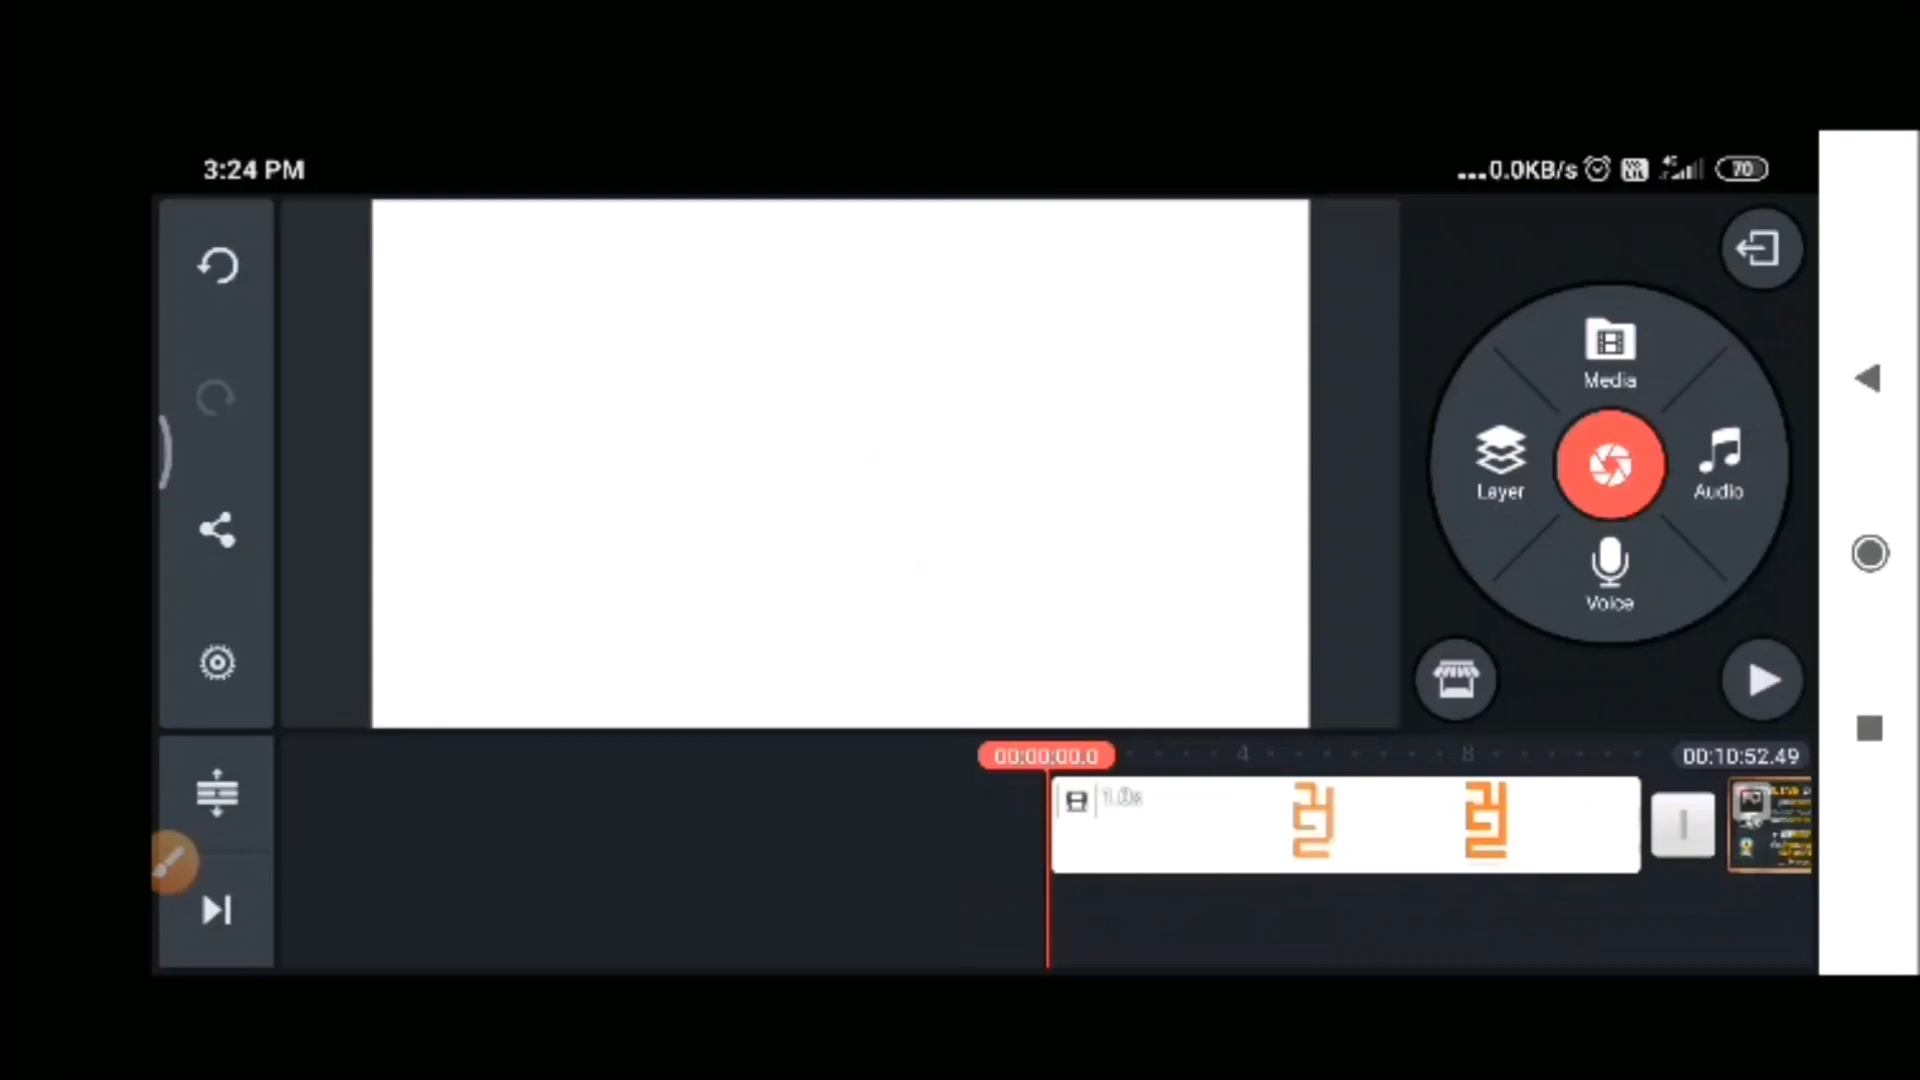 3:24 PM
...0.0KB/s
4G
70
Media
Layer
Audio
Voice
00:00:00.0
4
8
00:10:52.49